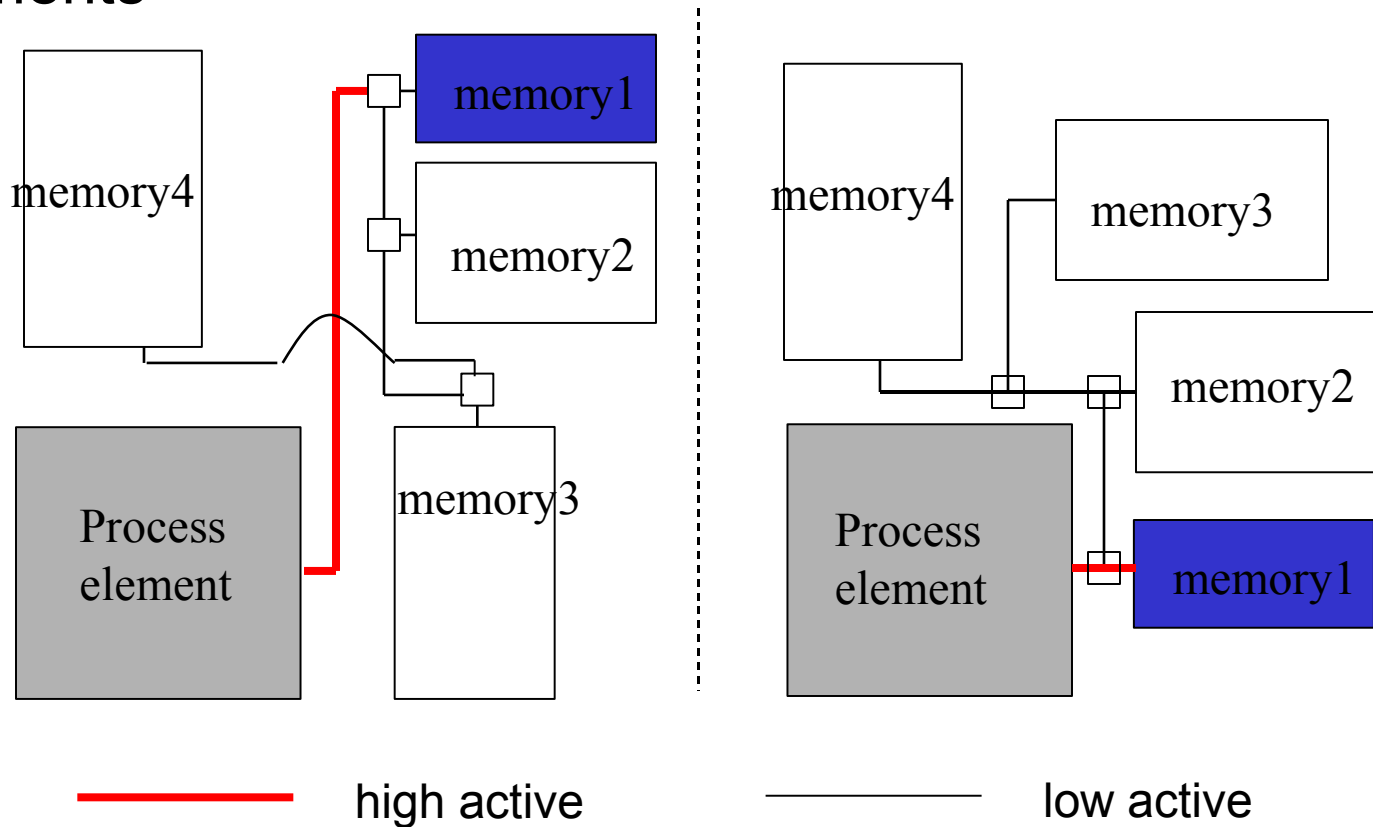 memory1
memory4
memory2
memory3
Process
element
memory4
memory3
memory2
Process
element
memory1
high active
low active